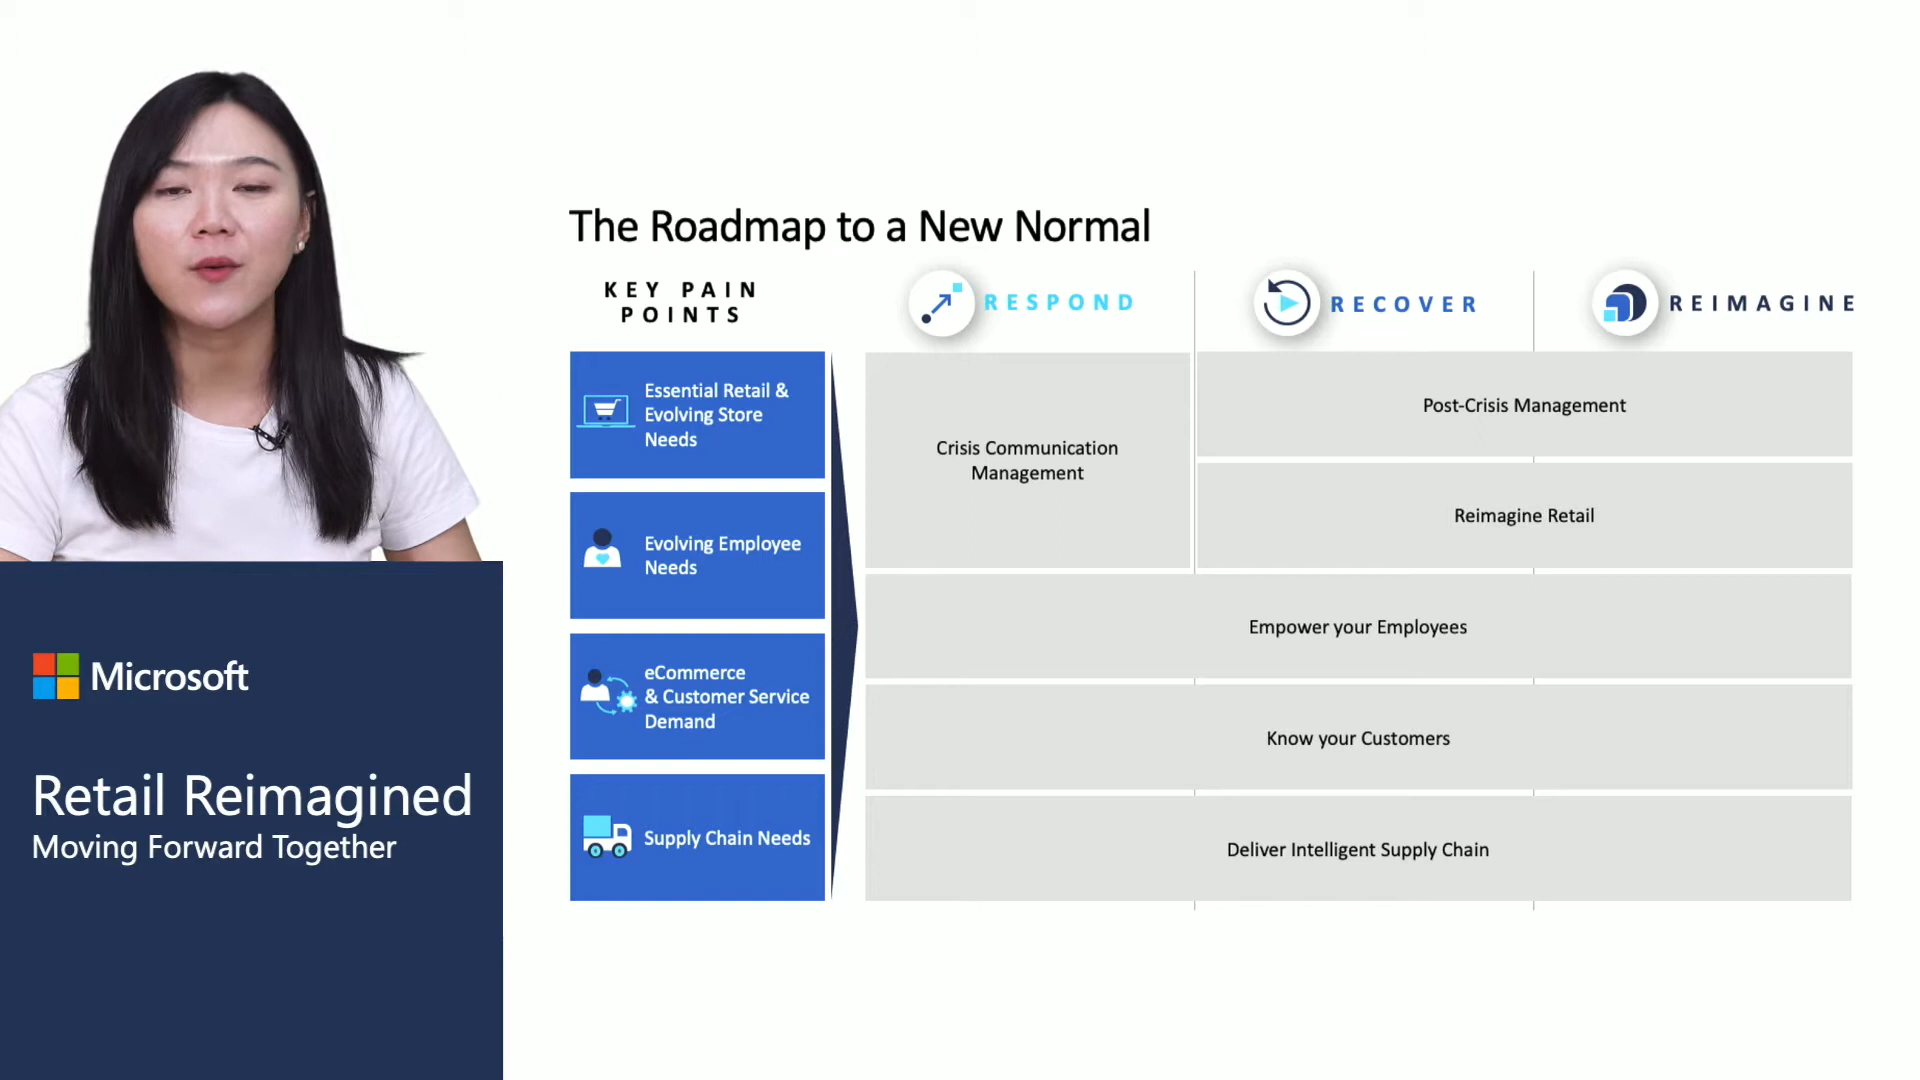 The Roadmap to a New Normal
KEY PAIN
POINTS
RESPOND
RECOVER
REIMAGINE
Essential Retail &
Evolving Store
Needs
Evolving Employee
Needs
eCommerce
& Customer Service
Demand
Supply Chain Needs
Crisis Communication
Management
Post-Crisis Management
Reimagine Retail
Empower your Employees
Know your Customers
Deliver Intelligent Supply Chain
Microsoft
Retail Reimagined
Moving Forward Together